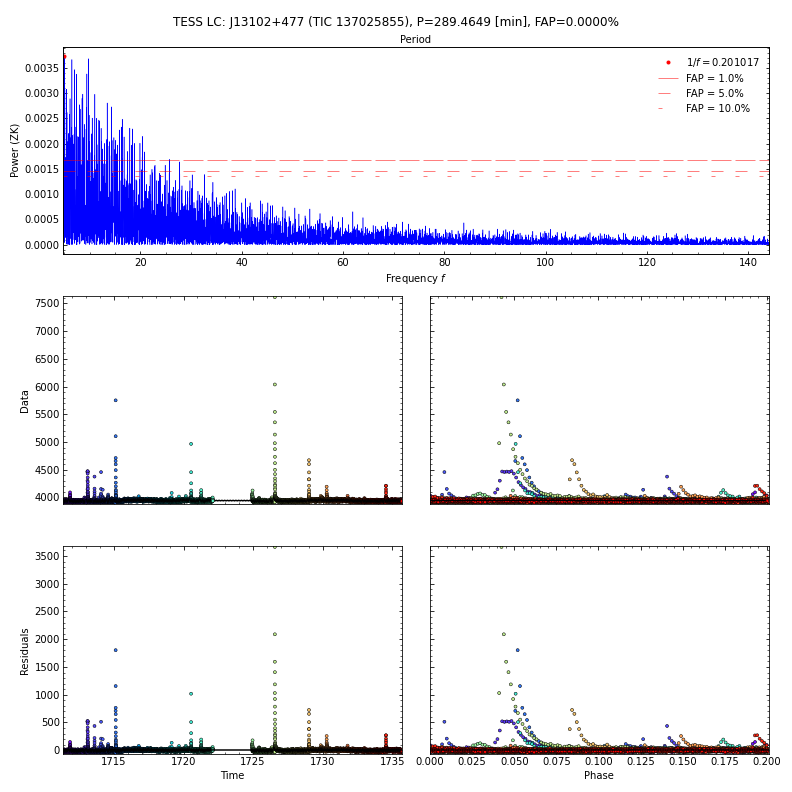 TESS LC: J13102+477 (TIC 137025855), P=289.4649 [min], FAP=0.0000%
Period
Power (ZK)
0.0035
0.0030
0.0025
0.0020
0.0015
0.0010
0.0005
0.0000
1/f = 0.201017
FAP = 1.0%
FAP = 5.0%
FAP = 10.0%
20 40 60 80 100 120 140
Frequency f
Data
7500
7000
6500
6000
5500
5000
4500
4000
Residuals
3500
3000
2500
2000
1500
1000
500
0
1715 1720 1725 1730 1735
Time
0.000 0.025 0.050 0.075 0.100 0.125 0.150 0.175 0.200
Phase